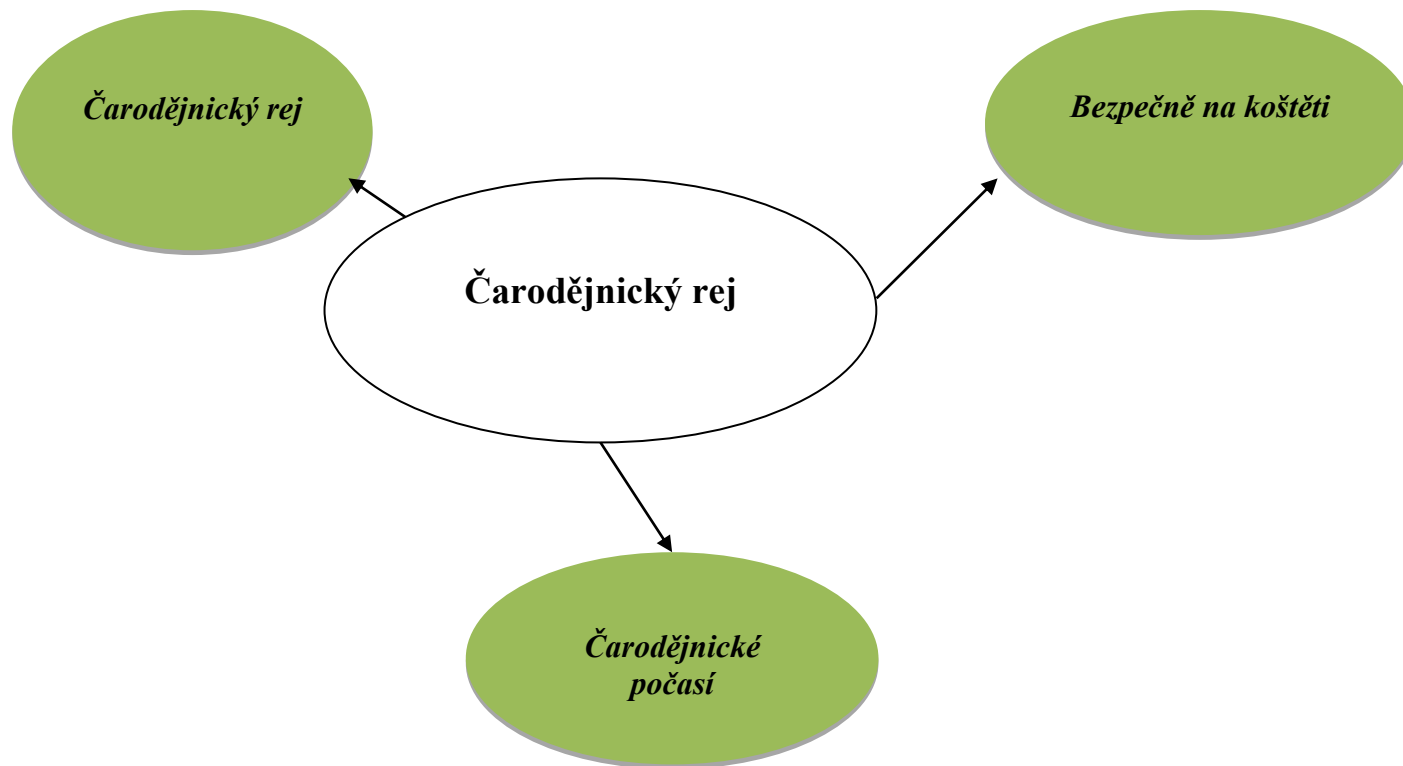 Čarodějnický rej
Bezpečně na koštěti
Čarodějnický rej
Čarodějnické
počasí